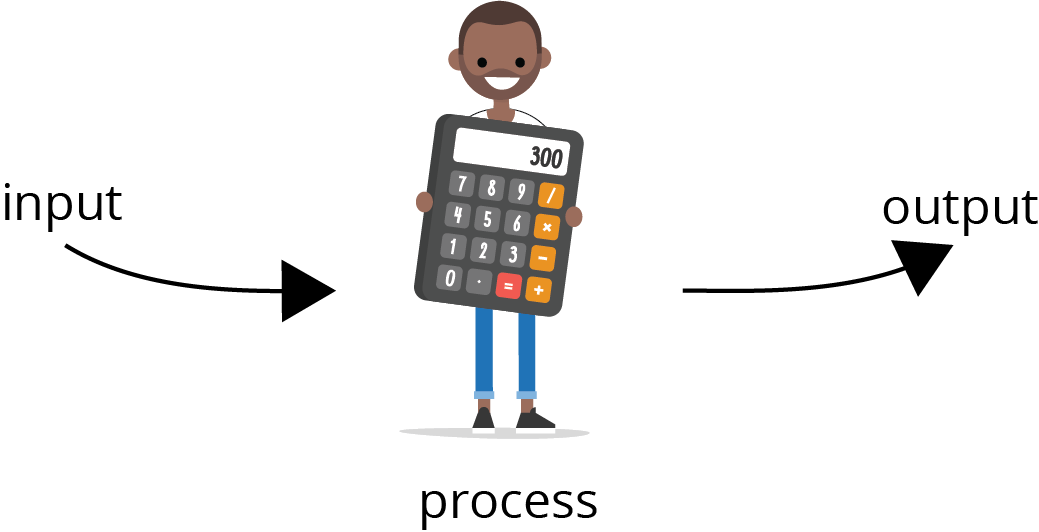 300
7 8 9 /
4 5 6 ×
1 2 3 −
0 . = +
input
output
process